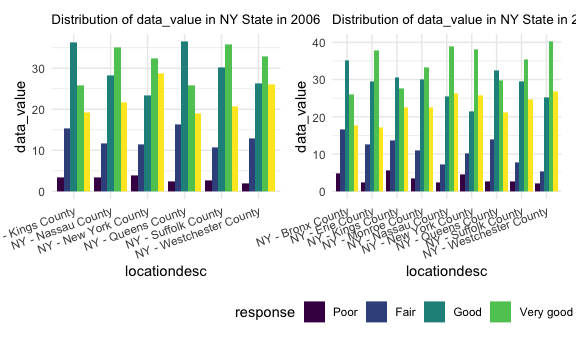 Distribution of data_value in NY State in 2006
Distribution of data_value in NY State in 2
data_value
30
20
10
0
- Kings County
NY - Nassau County
NY - New York County
NY - Queens County
NY - Suffolk County
NY - Westchester County
locationdesc
data_value
40
30
20
10
0
NY - Bronx County
NY - Erie County
NY - Kings County
NY - Monroe County
NY - Nassau County
NY - New York County
NY - Queens County
NY - Suffolk County
NY - Westchester County
locationdesc
response Poor Fair Good Very good